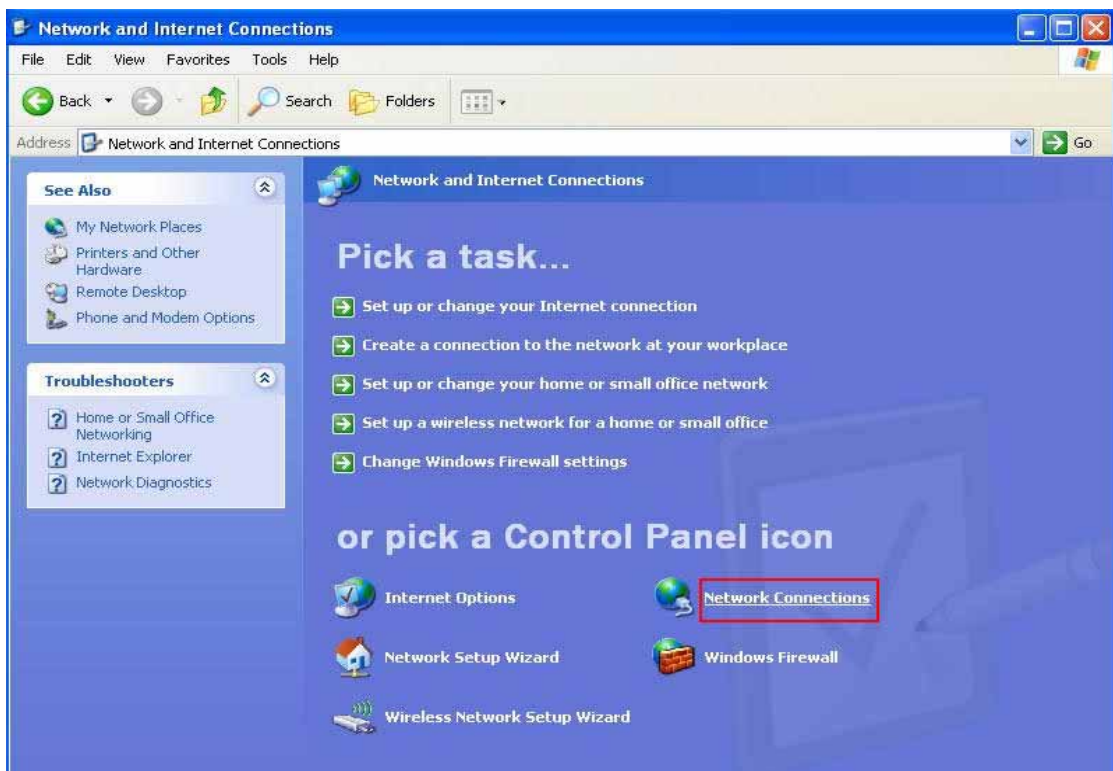 Network and Internet Connections
File Edit View Favorites Tools Help
Back Search Folders
Address Network and Internet Connections Go
See Also
My Network Places
Printers and Other
Hardware
Remote Desktop
Phone and Modem Options
Troubleshooters
Home or Small Office
Networking
Internet Explorer
Network Diagnostics
Network and Internet Connections
Pick a task...
Set up or change your Internet connection
Create a connection to the network at your workplace
Set up or change your home or small office network
Set up a wireless network for a home or small office
Change Windows Firewall settings
or pick a Control Panel icon
Internet Options
Network Connections
Network Setup Wizard
Windows Firewall
Wireless Network Setup Wizard